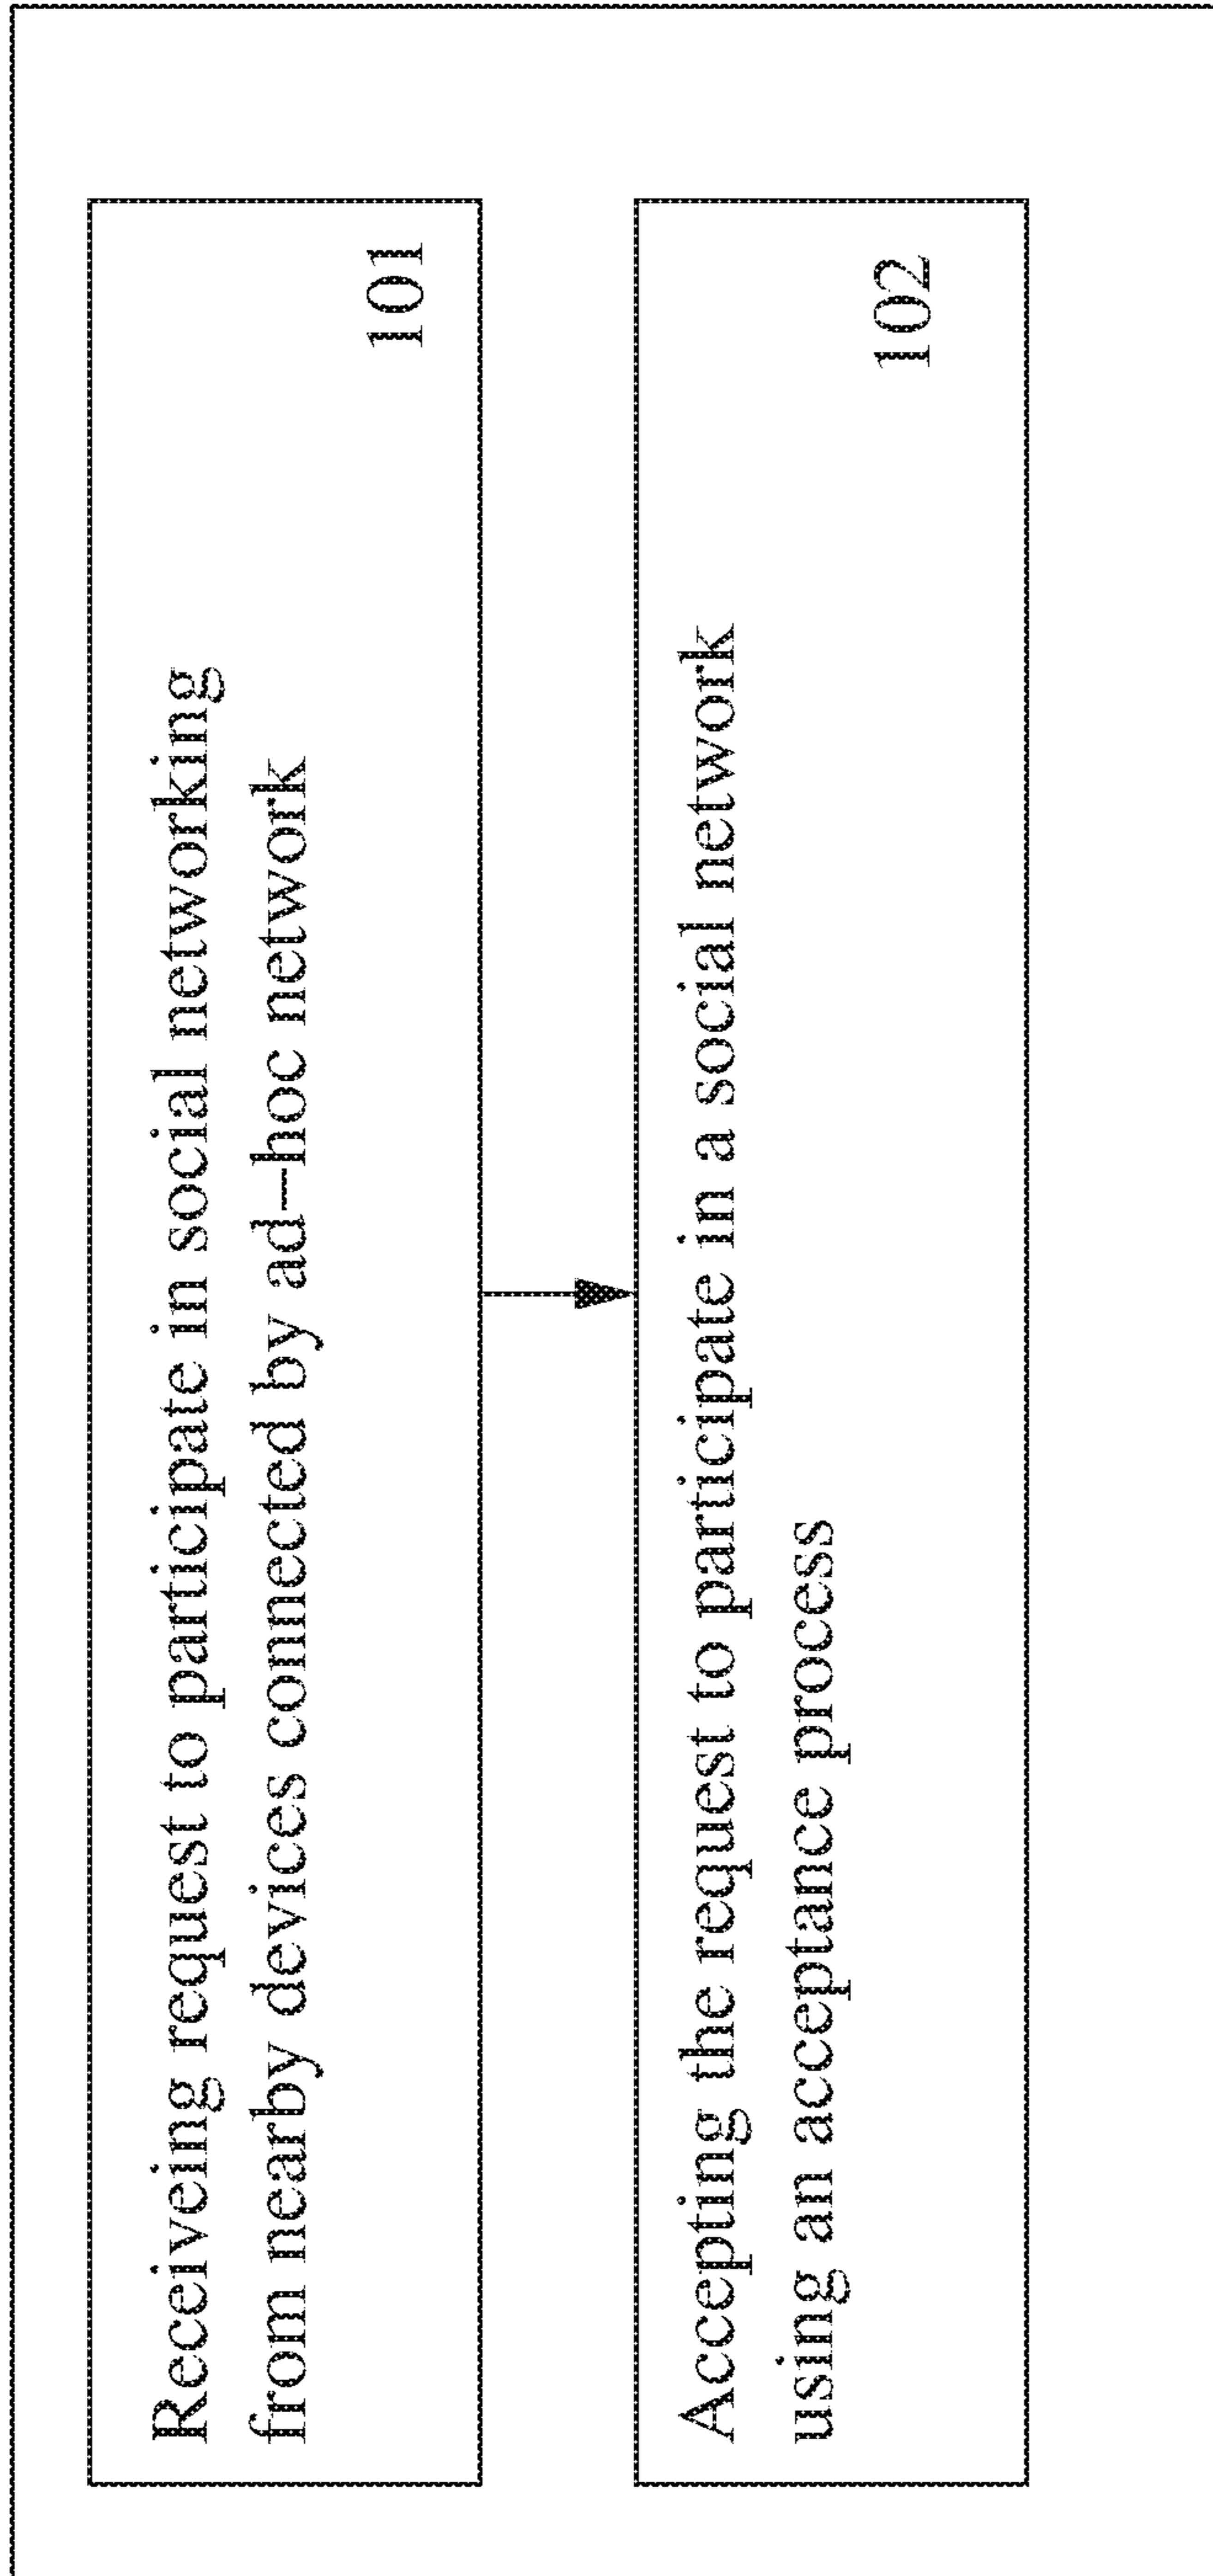 Receiveing request to participate in social networking
from nearby devices connected by ad-hoc network
101
Accepting the request to participate in a social network
using an acceptance process
102